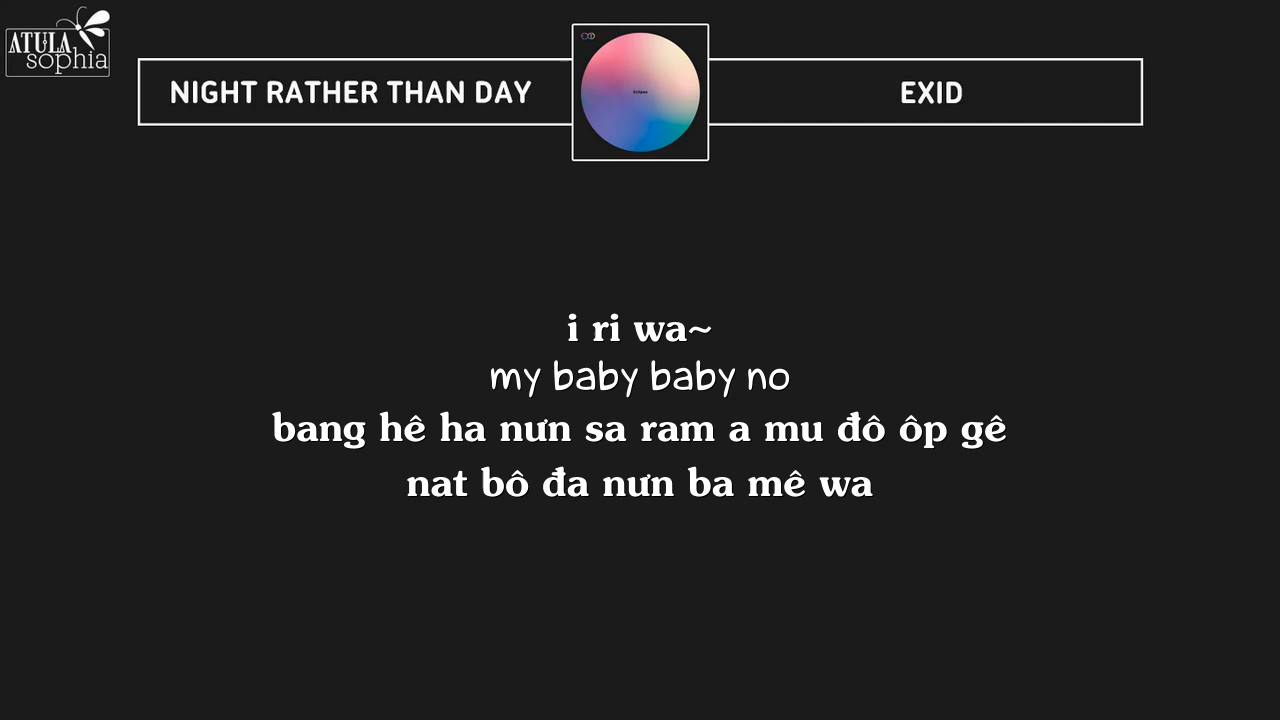 ATULA
sophia
NIGHT RATHER THAN DAY
Eclipse
EXID
i ri wa~
my baby baby no
bang hê ha nưn sa ram a mu đô ôp gê
nat bô đa nưn ba mê wa